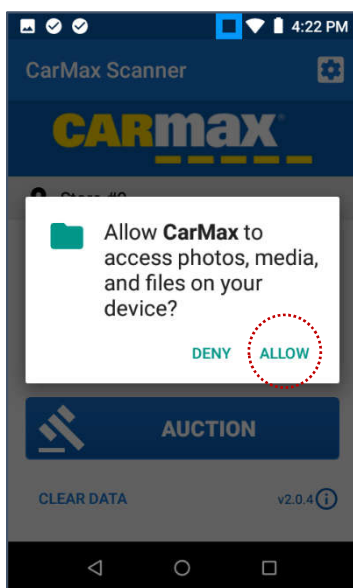 4:22 PM
CarMax Scanner
CARMAX
Allow CarMax to
access photos, media,
and files on your
device?
DENY ALLOW
AUCTION
CLEAR DATA v2.0.4